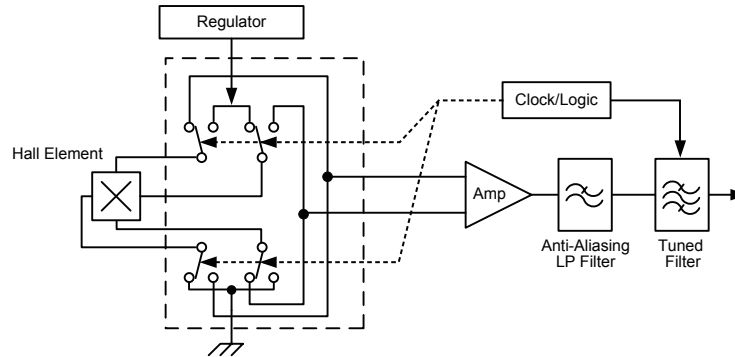 Regulator
Clock/Logic
Hall Element
Amp
Anti-Aliasing
LP Filter
Tuned
Filter